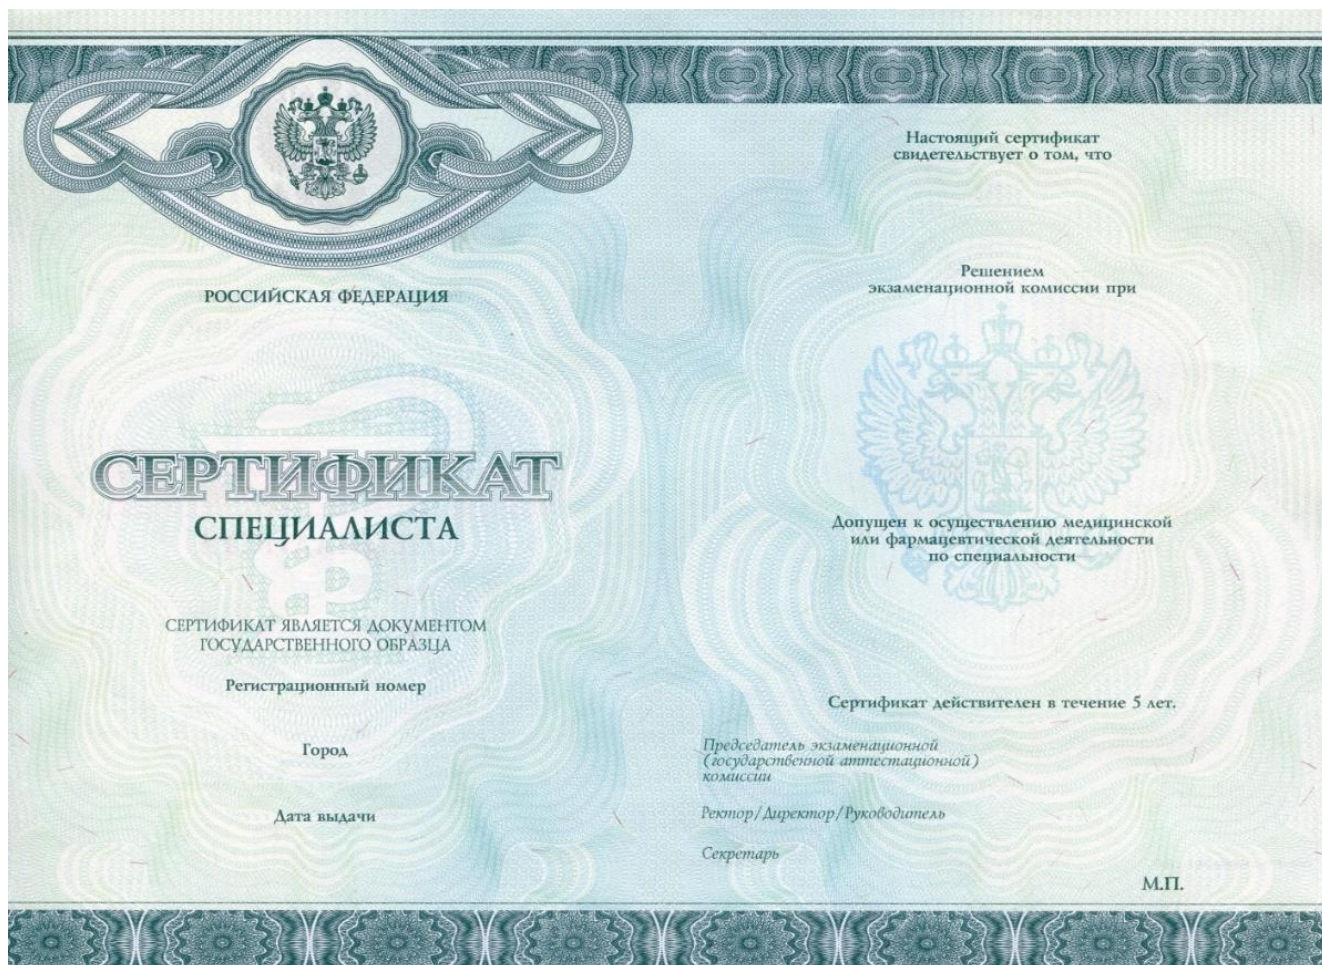 РОССИЙСКАЯ ФЕДЕРАЦИЯ
СЕРТИФИКАТ
СПЕЦИАЛИСТА
СЕРТИФИКАТ ЯВЛЯЕТСЯ ДОКУМЕНТОМ
ГОСУДАРСТВЕННОГО ОБРАЗЦА
Регистрационный номер
Город
Дата выдачи
Настоящий сертификат
свидетельствует о том, что
Решением
экзаменационной комиссии при
Допущен к осуществлению медицинской
или фармацевтической деятельности
по специальности
Сертификат действителен в течение 5 лет.
Председатель экзаменационной
(государственной аттестационной)
комиссии
Ректор/Директор/Руководитель
Секретарь
М.П.